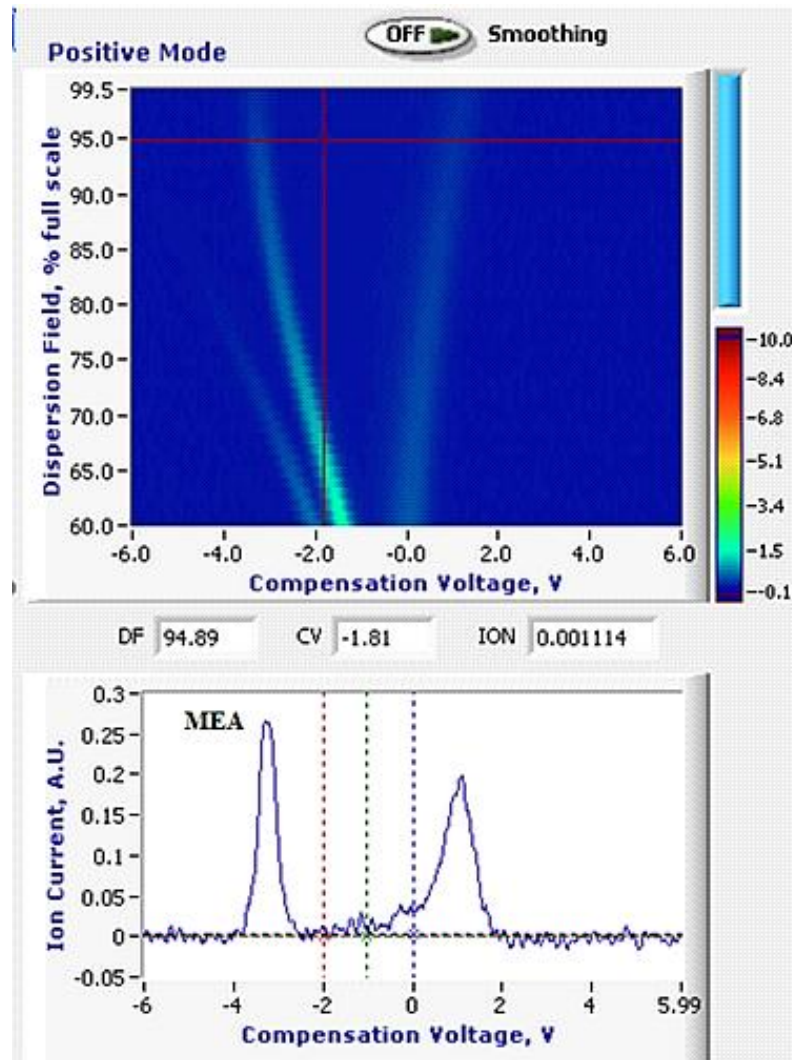 OFF Smoothing
Positive Mode
Dispersion Field, % full scale
99.5
95.0
90.0
85.0
80.0
75.0
70.0
65.0
60.0
-6.0 -4.0 -2.0 -0.0 2.0 4.0 6.0
Compensation Voltage, V
-10.0
-8.4
-6.8
-5.1
-3.4
-1.5
--0.1
DF 94.89 CV -1.81 ION 0.001114
Ion Current, A.U.
MEA
0.3
0.25
0.2
0.15
0.1
0.05
0
-0.05
-6 -4 -2 0 2 4 5.99
Compensation Voltage, V